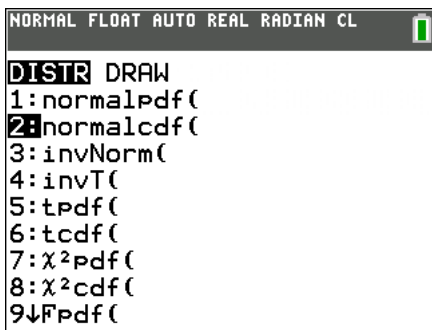 NORMAL FLOAT AUTO REAL RADIAN CL
DISTR DRAW
1:normalpdf(
2:normalcdf(
3:invNorm(
4:invT(
5:tpdf(
6:tcdf(
7:χ²pdf(
8:χ²cdf(
9↓Fpdf(